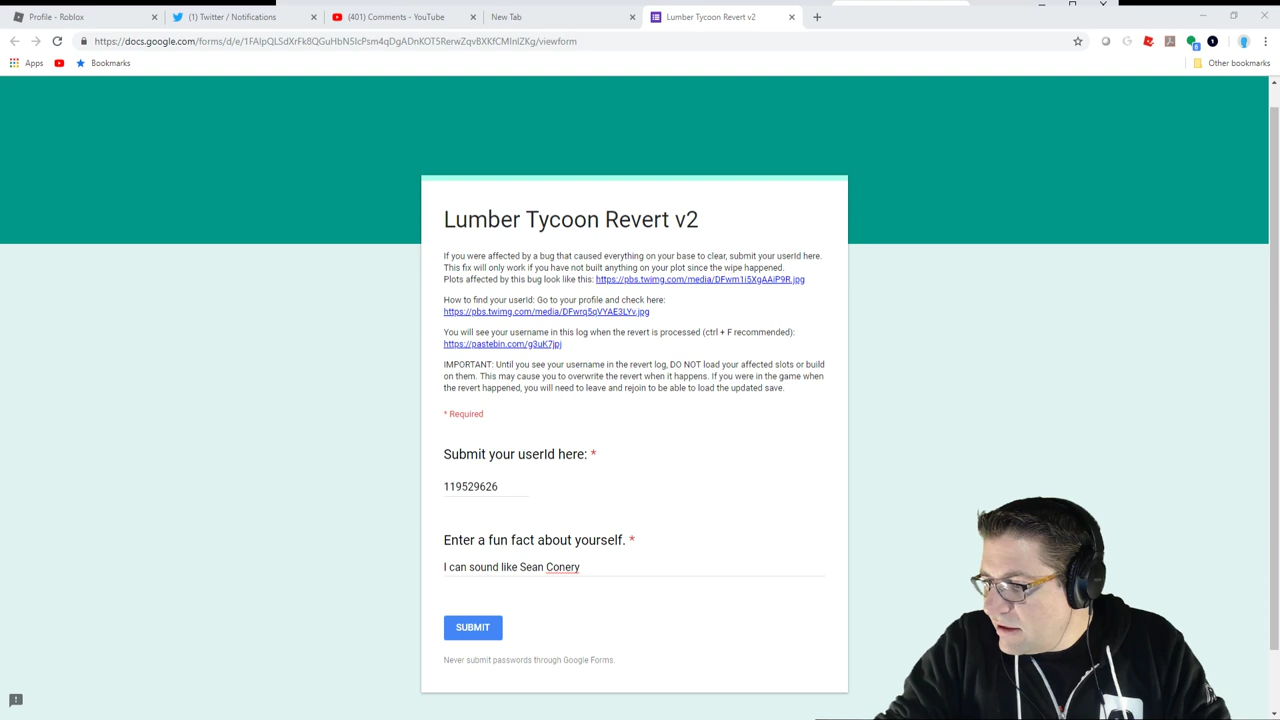 Profile - Roblox
(1) Twitter / Notifications
(401) Comments - YouTube
New Tab
Lumber Tycoon Revert v2
Apps
Bookmarks
Other bookmarks
Lumber Tycoon Revert v2
If you were affected by a bug that caused everything on your base to clear, submit your userId here.
This fix will only work if you have not built anything on your plot since the wipe happened.
Plots affected by this bug look like this: https://pbs.twimg.com/media/DFwm1i5XgAAiP9R.jpg
How to find your userId: Go to your profile and check here:
https://pbs.twimg.com/media/DFwrq5qVYAE3LYv.jpg
You will see your username in this log when the revert is processed (ctrl + F recommended):
https://pastebin.com/g3uK7jpj
IMPORTANT: Until you see your username in the revert log, DO NOT load your affected slots or build
on them. This may cause you to overwrite the revert when it happens. If you were in the game when
the revert happened, you will need to leave and rejoin to be able to load the updated save.
* Required
Submit your userId here: *
119529626
Enter a fun fact about yourself. *
I can sound like Sean Conery
SUBMIT
Never submit passwords through Google Forms.